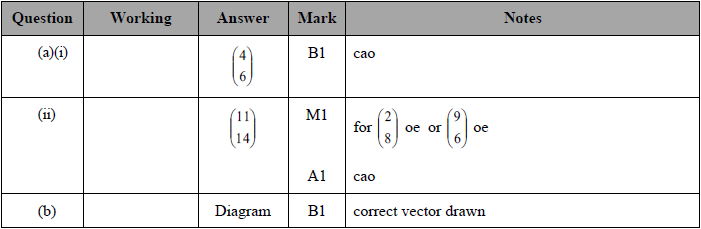 Question Working Answer Mark Notes
(a)(i) (4 6) B1 cao
(ii) (11 14) M1 for (2 8) oe or (9 6) oe
A1 cao
(b) Diagram B1 correct vector drawn